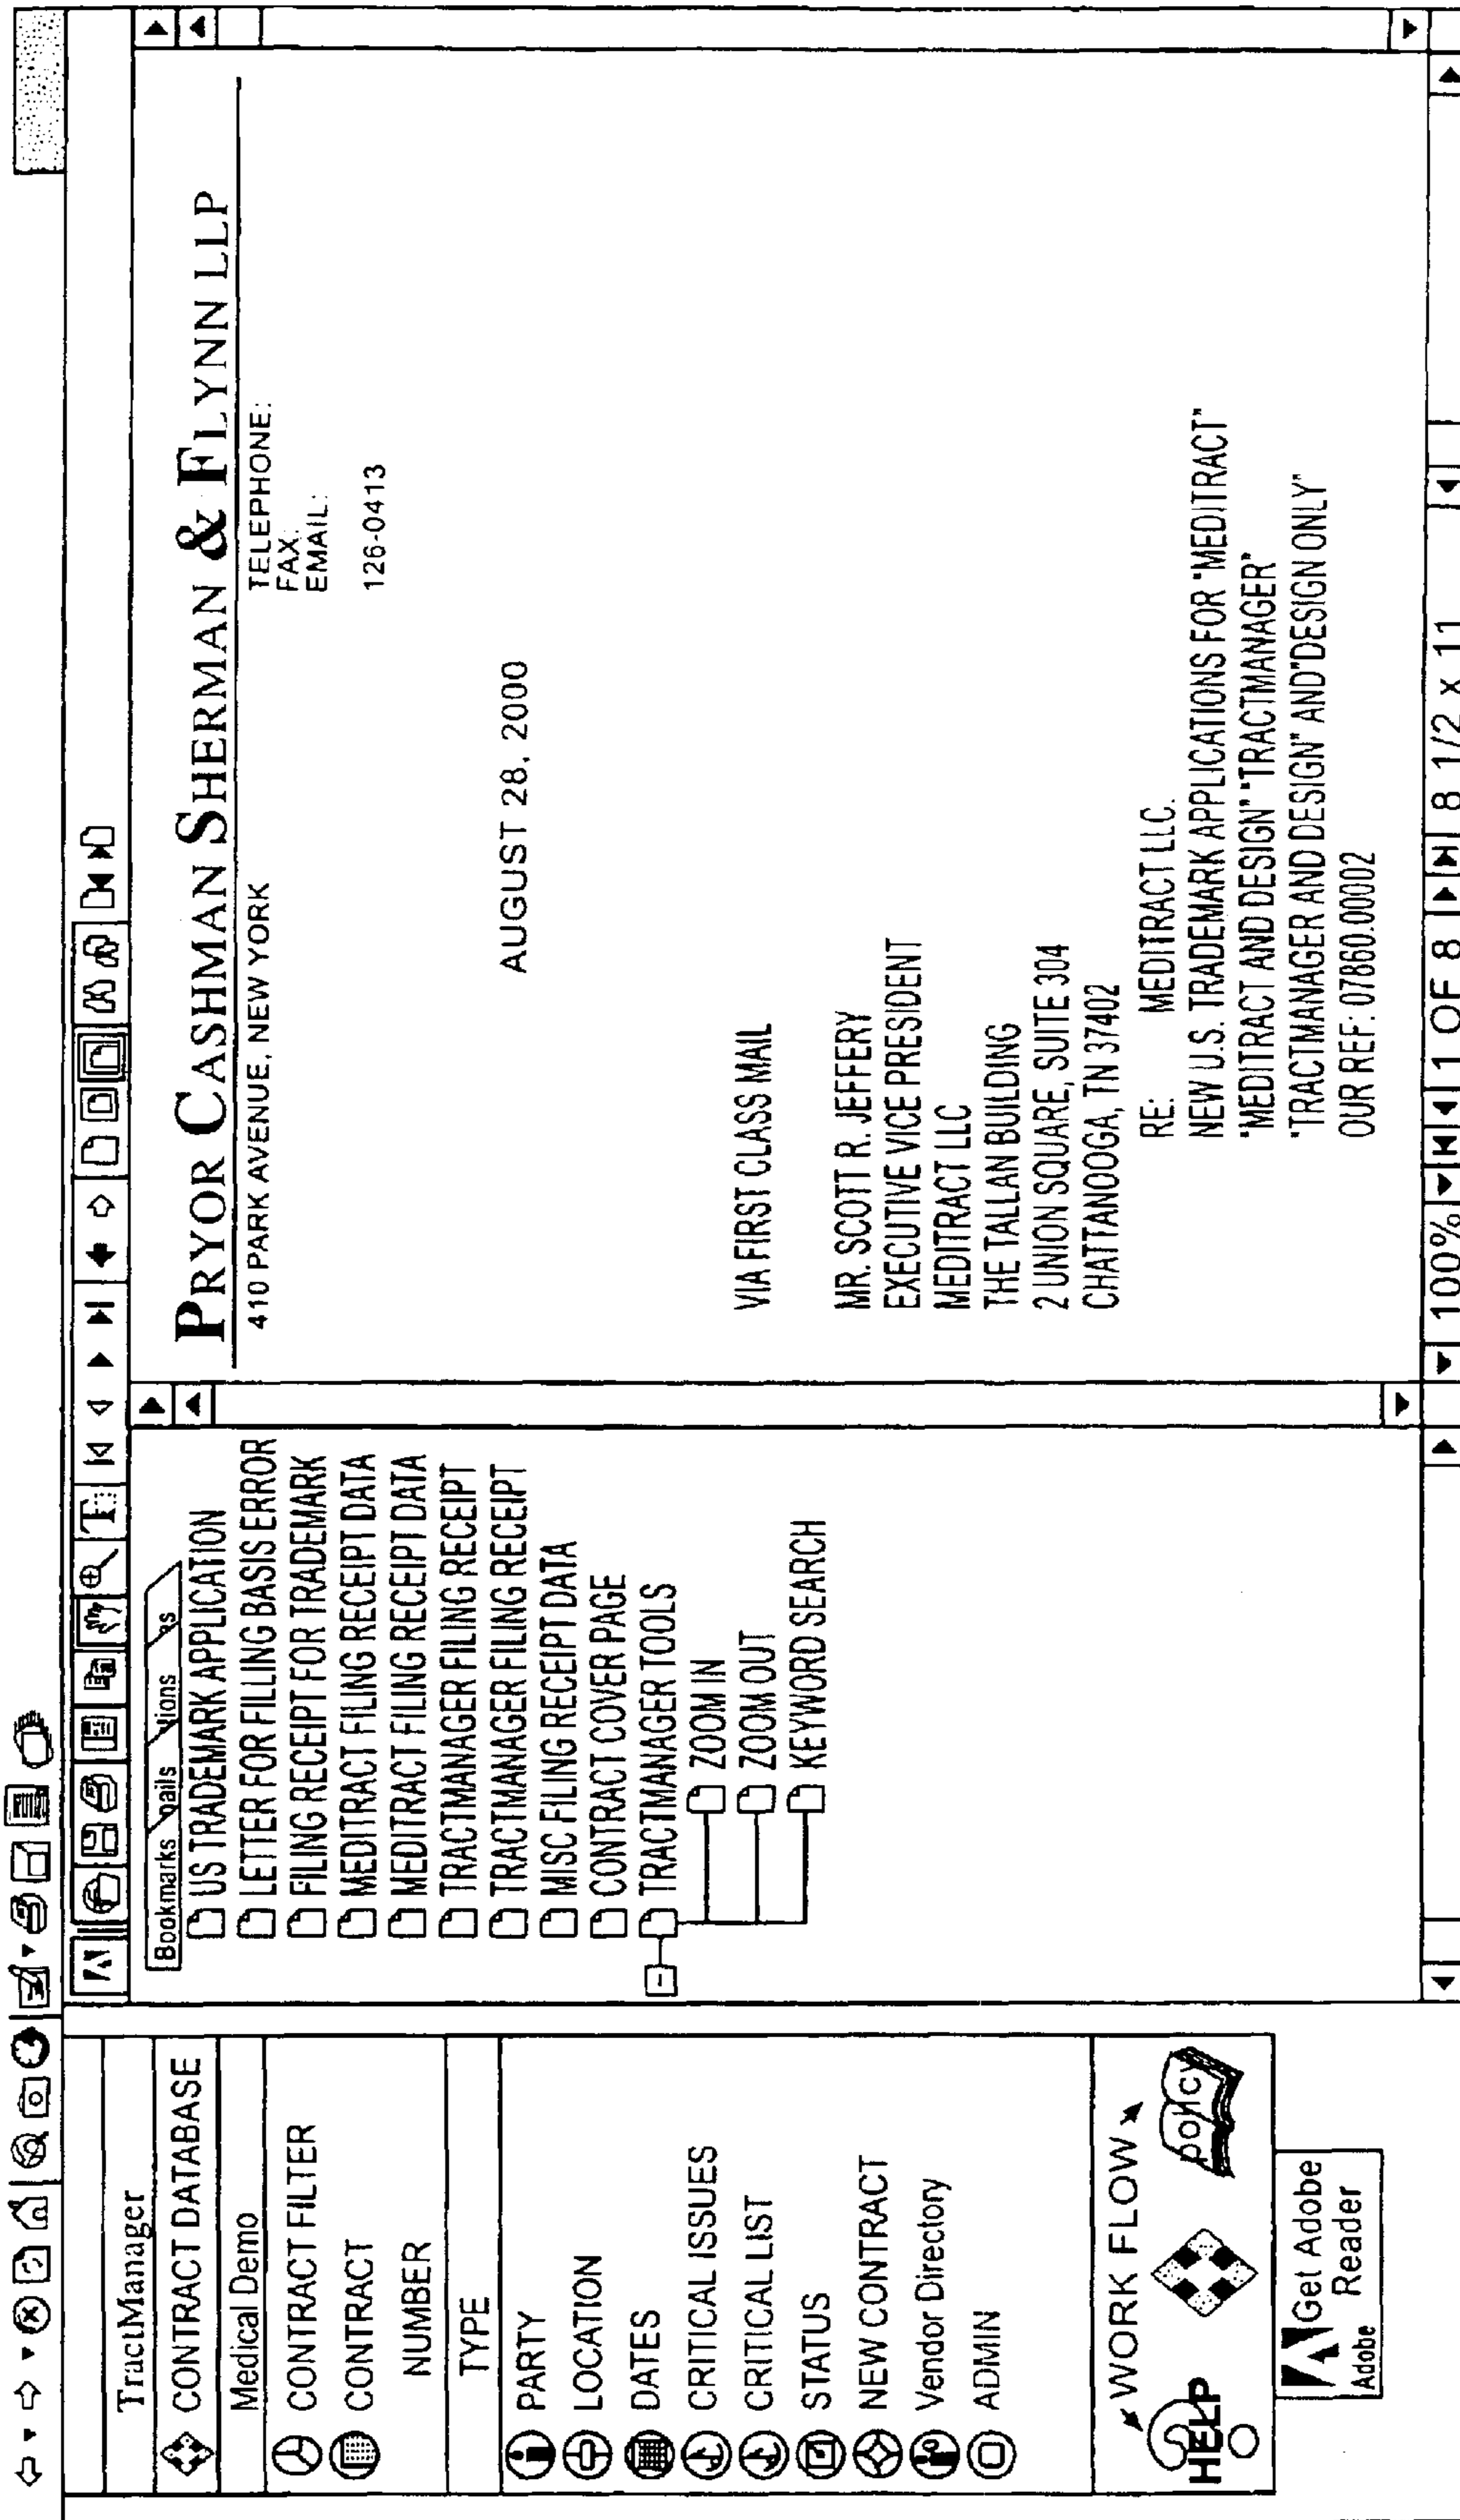 TractManager
CONTRACT DATABASE
Medical Demo
CONTRACT FILTER
CONTRACT
NUMBER
TYPE
PARTY
LOCATION
DATES
CRITICAL ISSUES
CRITICAL LIST
STATUS
NEW CONTRACT
Vendor Directory
ADMIN
WORK FLOW
HELP
POLICY
Adobe
Get Adobe
Reader
Bookmarks
oails
tions
es
US TRADEMARK APPLICATION
LETTER FOR FILLING BASIS ERROR
FILING RECEIPT FOR TRADEMARK
MEDITRACT FILING RECEIPT DATA
MEDITRACT FILING RECEIPT DATA
TRACTMANAGER FILING RECEIPT
TRACTMANAGER FILING RECEIPT
MISC FILING RECEIPT DATA
CONTRACT COVER PAGE
TRACTMANAGER TOOLS
ZOOM IN
ZOOM OUT
KEYWORD SEARCH
PRYOR CASHMAN SHERMAN & FLYNN LLP
410 PARK AVENUE, NEW YORK
TELEPHONE:
FAX:
EMAIL:
126-0413
AUGUST 28, 2000
VIA FIRST CLASS MAIL
MR. SCOTT R. JEFFERY
EXECUTIVE VICE PRESIDENT
MEDITRACT LLC
THE TALLAN BUILDING
2 UNION SQUARE, SUITE 304
CHATTANOOGA, TN 37402
RE: MEDITRACT LLC.
NEW U.S. TRADEMARK APPLICATIONS FOR "MEDITRACT"
"MEDITRACT AND DESIGN" "TRACTMANAGER"
"TRACTMANAGER AND DESIGN" AND"DESIGN ONLY"
OUR REF: 07860.00002
100% 1 OF 8 8 1/2 x 11